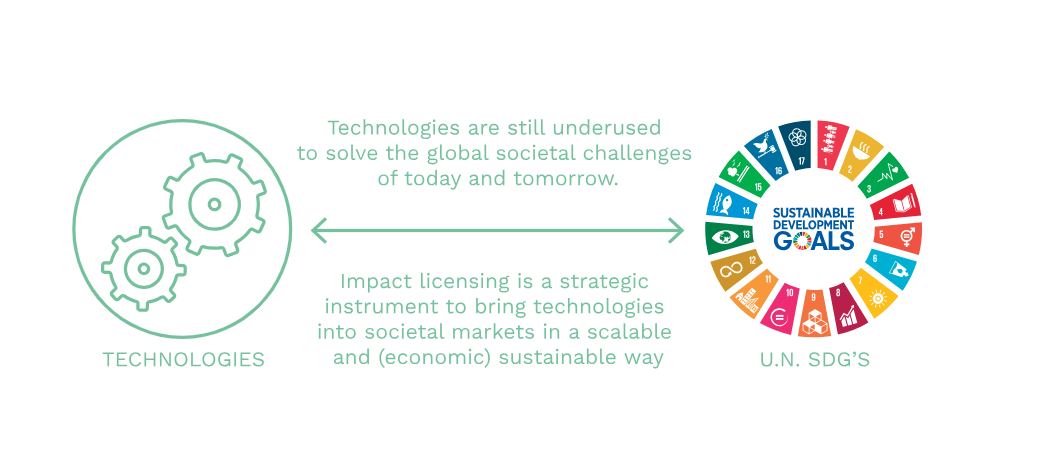 Technologies are still underused
to solve the global societal challenges
of today and tomorrow.
Impact licensing is a strategic
instrument to bring technologies
into societal markets in a scalable
and (economic) sustainable way
TECHNOLOGIES
SUSTAINABLE
DEVELOPMENT
GOALS
1
2
3
4
5
6
7
8
9
10
11
12
13
14
15
16
17
U.N. SDG'S